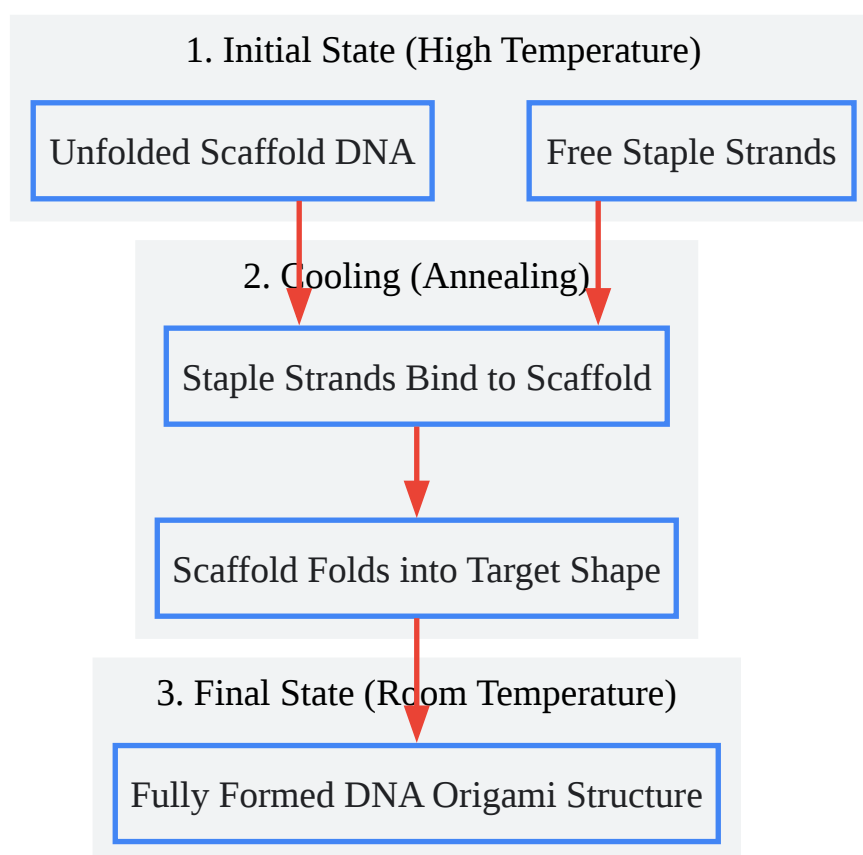 1. Initial State (High Temperature)
Unfolded Scaffold DNA
Free Staple Strands
2. Cooling (Annealing)
Staple Strands Bind to Scaffold
Scaffold Folds into Target Shape
3. Final State (Room Temperature)
Fully Formed DNA Origami Structure